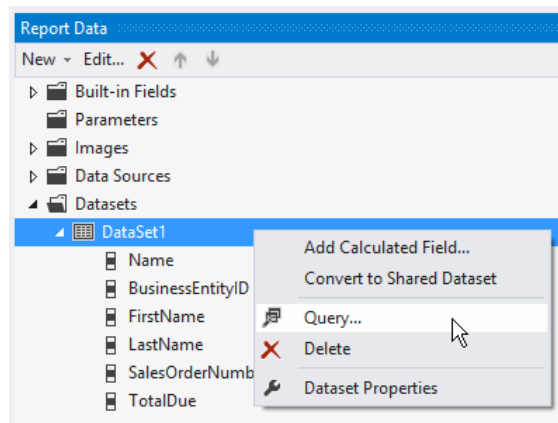 Report Data
New Edit...
Built-in Fields
Parameters
Images
Data Sources
Datasets
DataSet1
Name
BusinessEntityID
FirstName
LastName
SalesOrderNumb
TotalDue
Add Calculated Field...
Convert to Shared Dataset
Query...
Delete
Dataset Properties